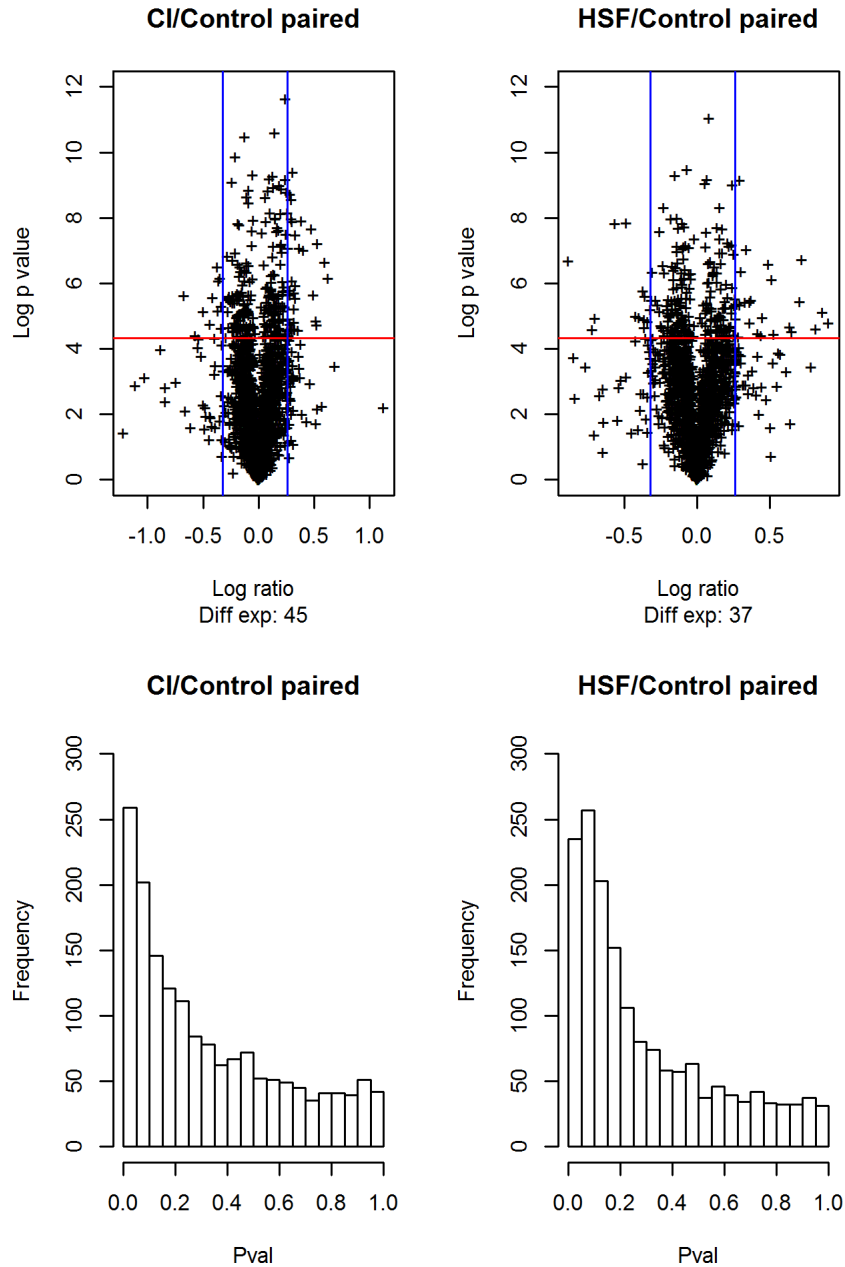 CI/Control paired
HSF/Control paired
Log p value
0 2 4 6 8 10 12
-1.0 -0.5 0.0 0.5 1.0
Log ratio
Diff exp: 45
Log p value
0 2 4 6 8 10 12
-0.5 0.0 0.5
Log ratio
Diff exp: 37
CI/Control paired
HSF/Control paired
Frequency
0 50 100 150 200 250 300
0.0 0.2 0.4 0.6 0.8 1.0
Pval
Frequency
0 50 100 150 200 250 300
0.0 0.2 0.4 0.6 0.8 1.0
Pval